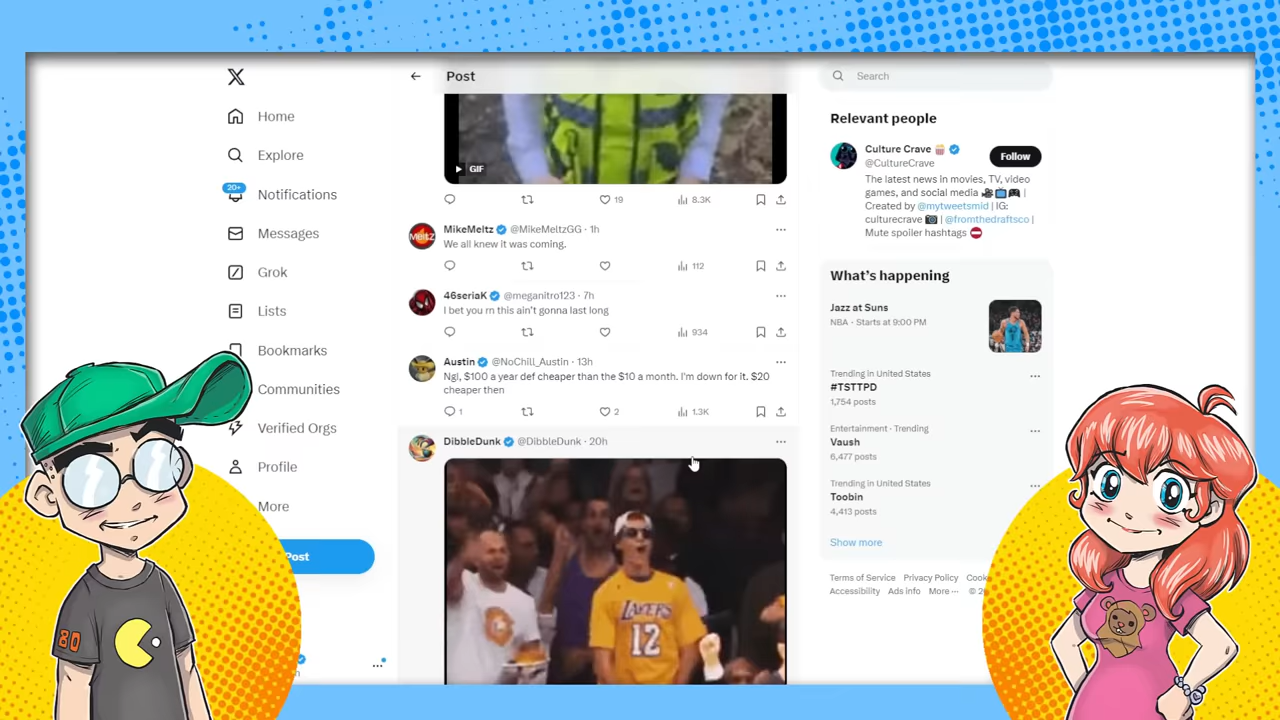 X
Home
Explore
20+
Notifications
Messages
Grok
Lists
Bookmarks
Communities
Verified Orgs
Profile
More
Post
Post
GIF
19 8.3K
MikeMeltz @MikeMeltzGG · 1h
We all knew it was coming.
112
46seriaK @meganitro123 · 7h
I bet you rn this ain't gonna last long
934
Austin @NoChill_Austin · 13h
Ngl, $100 a year def cheaper than the $10 a month. I'm down for it. $20
cheaper then
1 2 1.3K
DibbleDunk @DibbleDunk · 20h
LAKERS
12
Search
Relevant people
Culture Crave
@CultureCrave
Follow
The latest news in movies, TV, video
games, and social media 🎥📺🎮 |
Created by @mytweetsmid | IG:
culturecrave 📷 | @fromthedraftsco |
Mute spoiler hashtags ⛔
What's happening
Jazz at Suns
NBA · Starts at 9:00 PM
Trending in United States
#TSTTPD
1,754 posts
Entertainment · Trending
Vaush
6,477 posts
Trending in United States
Toobin
4,413 posts
Show more
Terms of Service Privacy Policy
Accessibility Ads info More ···
80